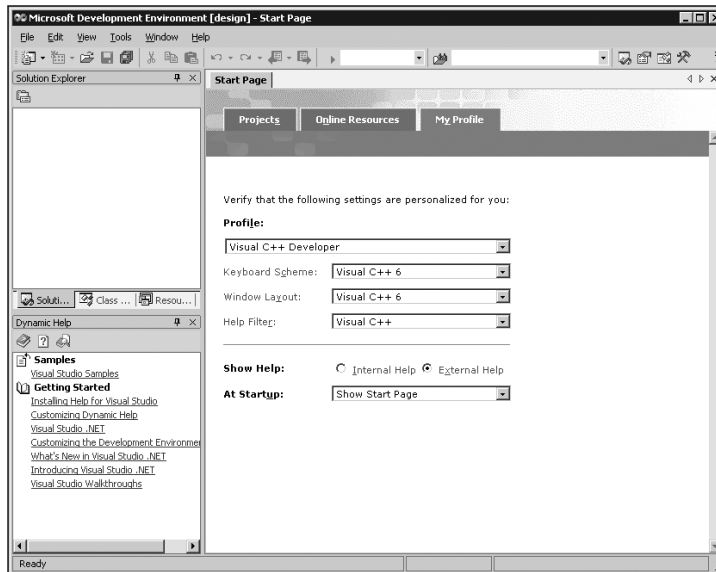 Microsoft Development Environment [design] - Start Page
File Edit View Tools Window Help
Solution Explorer
Start Page
Projects Online Resources My Profile
Verify that the following settings are personalized for you:
Profile:
Visual C++ Developer
Keyboard Scheme: Visual C++ 6
Window Layout: Visual C++ 6
Help Filter: Visual C++
Show Help: Internal Help External Help
At Startup: Show Start Page
Soluti... Class ... Resou...
Dynamic Help
Samples
Visual Studio Samples
Getting Started
Installing Help for Visual Studio
Customizing Dynamic Help
Visual Studio .NET
Customizing the Development Environmen
What's New in Visual Studio .NET
Introducing Visual Studio .NET
Visual Studio Walkthroughs
Ready